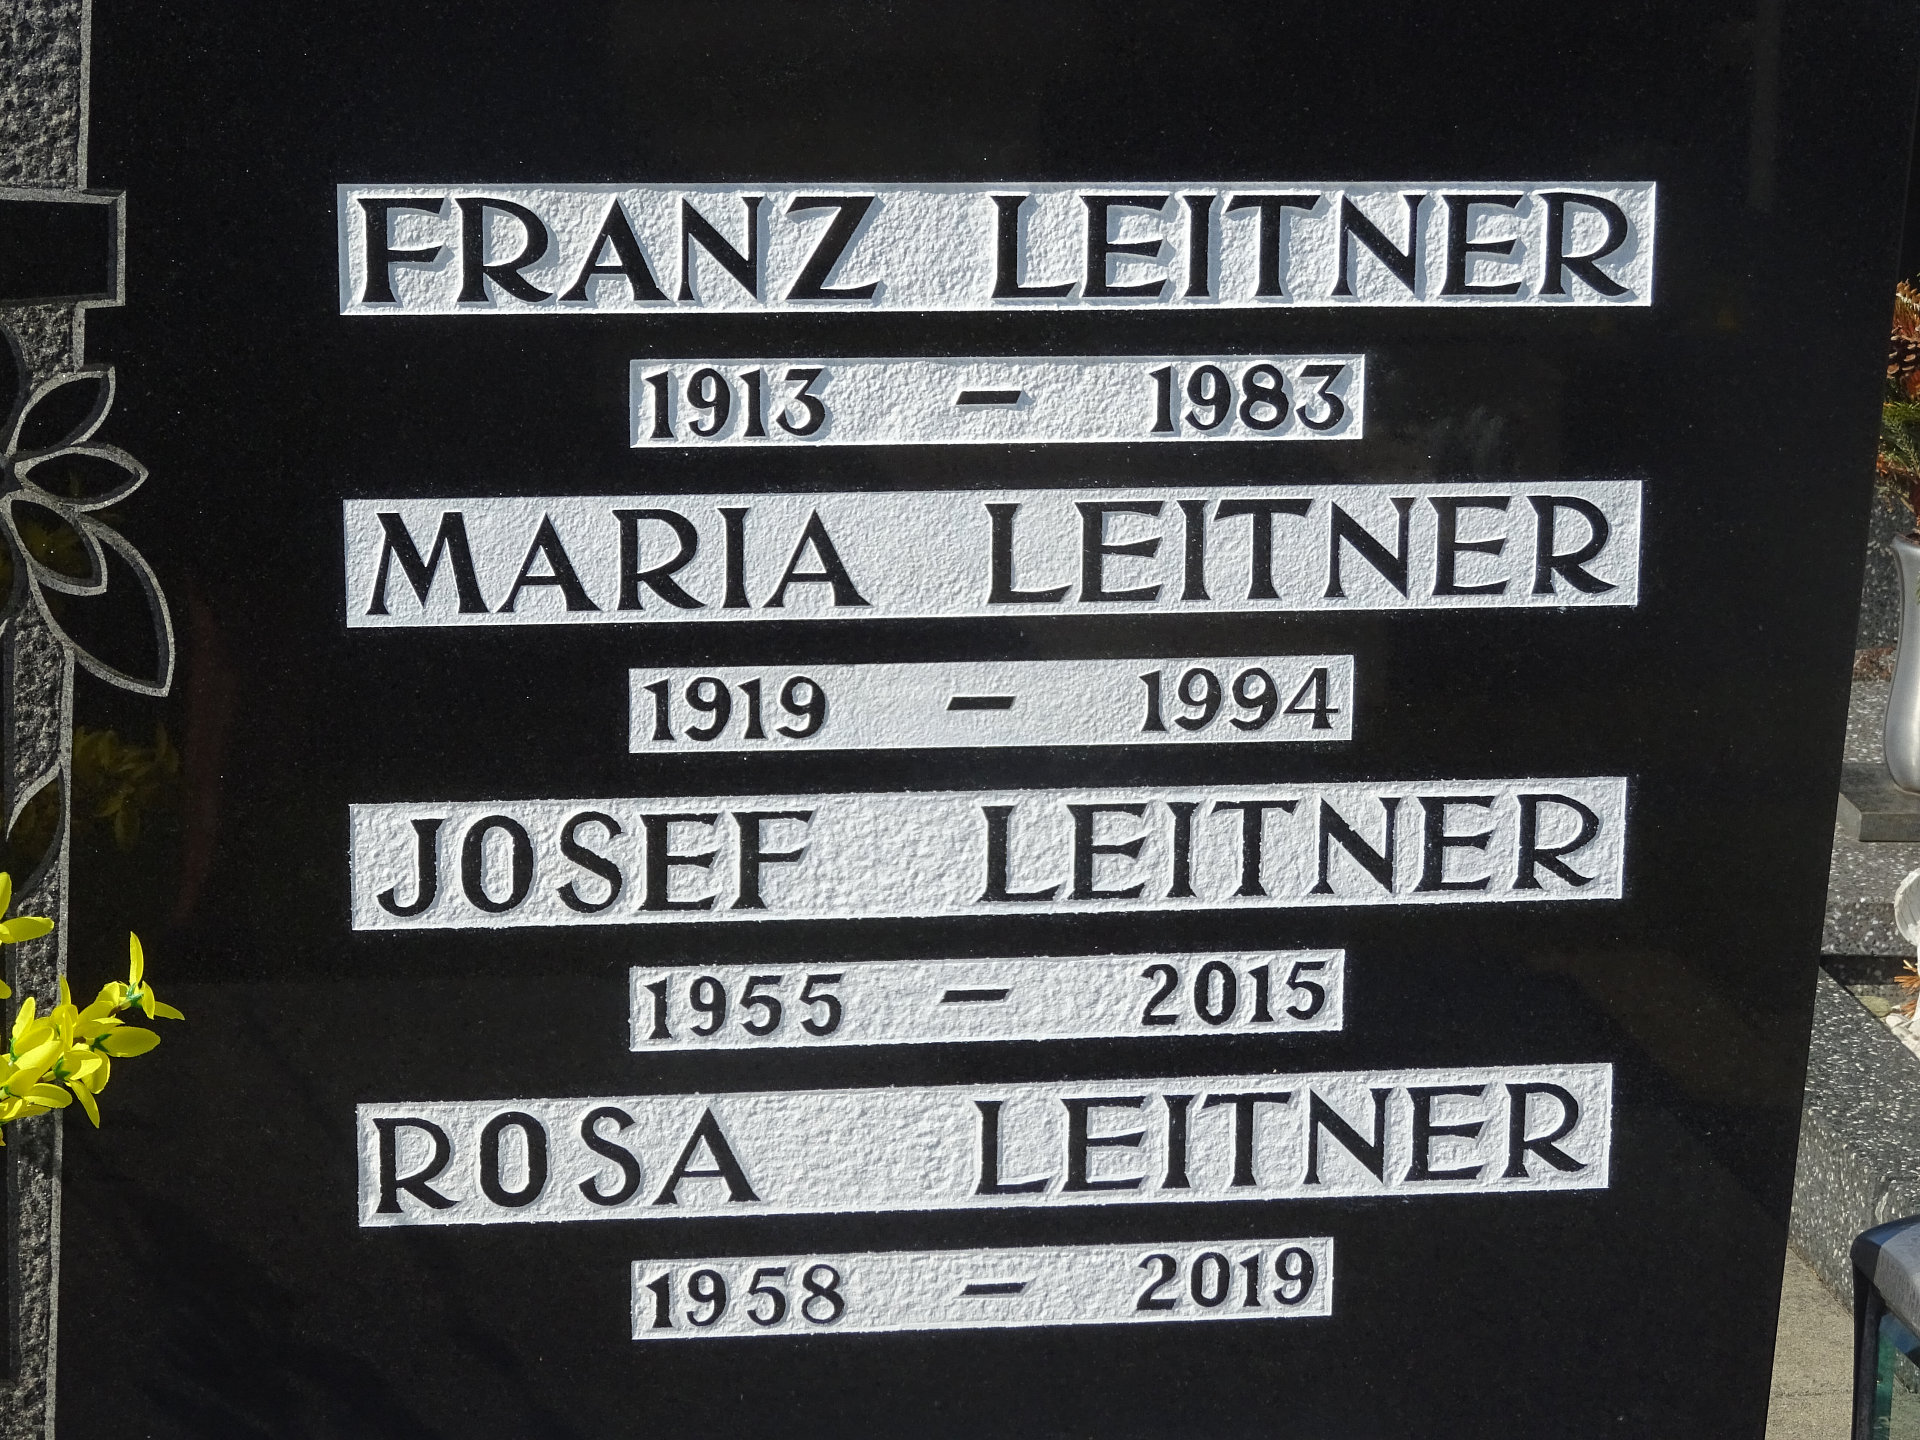 FRANZ LEITNER
1913 – 1983
MARIA LEITNER
1919 – 1994
JOSEF LEITNER
1955 – 2015
ROSA LEITNER
1958 – 2019